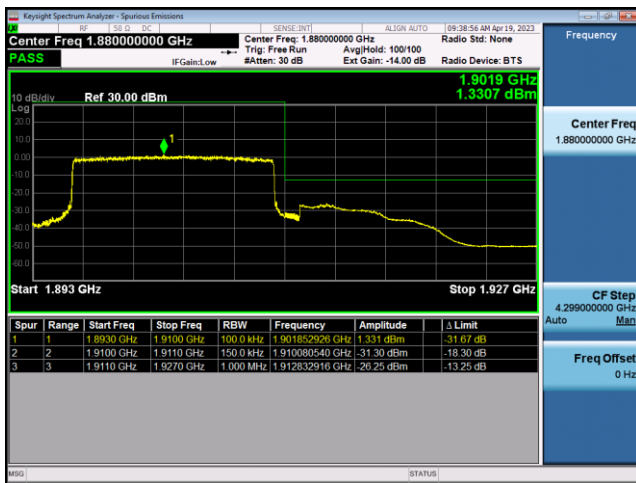 Keysight Spectrum Analyzer - Spurious Emissions
RF 50 Ω DC SENSE:INT ALIGN AUTO 09:38:56 AM Apr 19, 2023
Center Freq 1.880000000 GHz Center Freq: 1.880000000 GHz Radio Std: None
Trig: Free Run Avg|Hold: 100/100
PASS IFGain:Low #Atten: 30 dB Ext Gain: -14.00 dB Radio Device: BTS
1.9019 GHz
1.3307 dBm
10 dB/div Ref 30.00 dBm
Log
20.0
10.0
1
0.00
-10.0
-20.0
-30.0
-40.0
-50.0
-60.0
Start 1.893 GHz Stop 1.927 GHz
Spur Range Start Freq Stop Freq RBW Frequency Amplitude Δ Limit
1 1 1.8930 GHz 1.9100 GHz 100.0 kHz 1.901852926 GHz 1.331 dBm -31.67 dB
2 2 1.9100 GHz 1.9110 GHz 150.0 kHz 1.910080540 GHz -31.30 dBm -18.30 dB
3 3 1.9110 GHz 1.9270 GHz 1.000 MHz 1.912832916 GHz -26.25 dBm -13.25 dB
MSG STATUS
Frequency
Center Freq
1.880000000 GHz
CF Step
4.299000000 GHz
Auto Man
Freq Offset
0 Hz